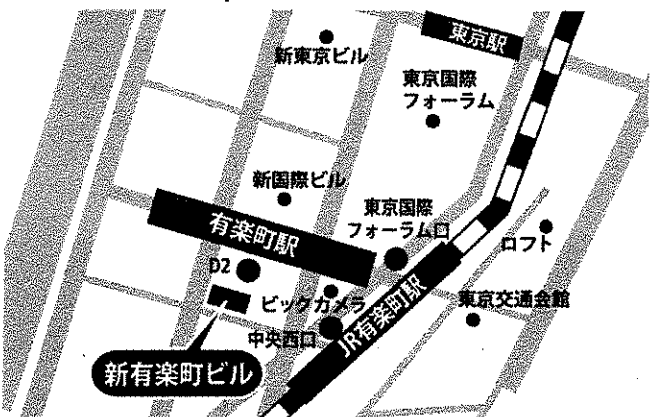 東京駅
新東京ビル
東京国際
フォーラム
新国際ビル
東京国際
フォーラム口
有楽町駅
ロフト
D2
ビックカメラ
東京交通会館
中央西口
JR有楽町駅
新有楽町ビル